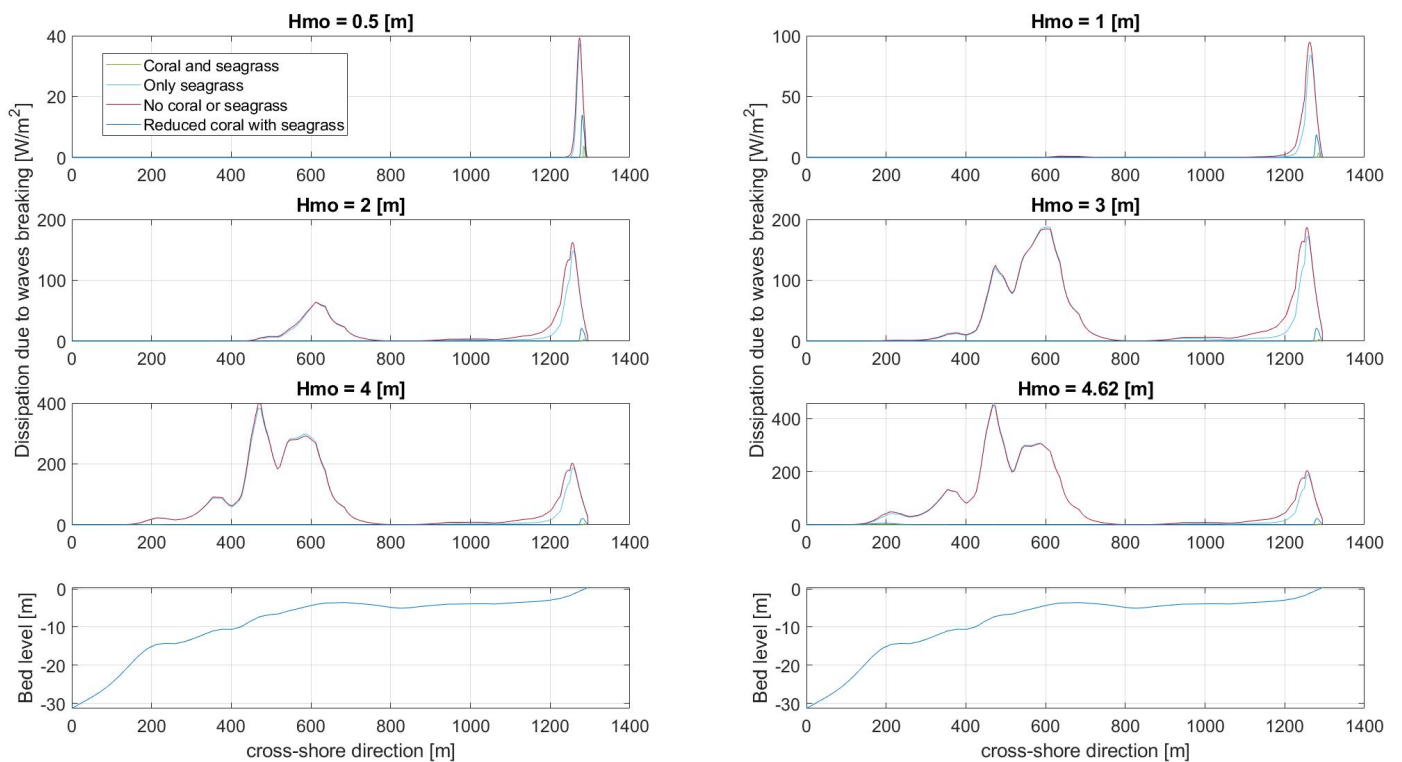 Hmo = 0.5 [m]
40
20
0
Coral and seagrass
Only seagrass
No coral or seagrass
Reduced coral with seagrass
0 200 400 600 800 1000 1200 1400
Hmo = 1 [m]
100
50
0
0 200 400 600 800 1000 1200 1400
Hmo = 2 [m]
200
100
0
0 200 400 600 800 1000 1200 1400
Hmo = 3 [m]
200
100
0
0 200 400 600 800 1000 1200 1400
Hmo = 4 [m]
400
200
0
0 200 400 600 800 1000 1200 1400
Hmo = 4.62 [m]
400
200
0
0 200 400 600 800 1000 1200 1400
Dissipation due to waves breaking [W/m²]
Dissipation due to waves breaking [W/m²]
0
-10
-20
-30
Bed level [m]
0 200 400 600 800 1000 1200 1400
cross-shore direction [m]
0
-10
-20
-30
Bed level [m]
0 200 400 600 800 1000 1200 1400
cross-shore direction [m]